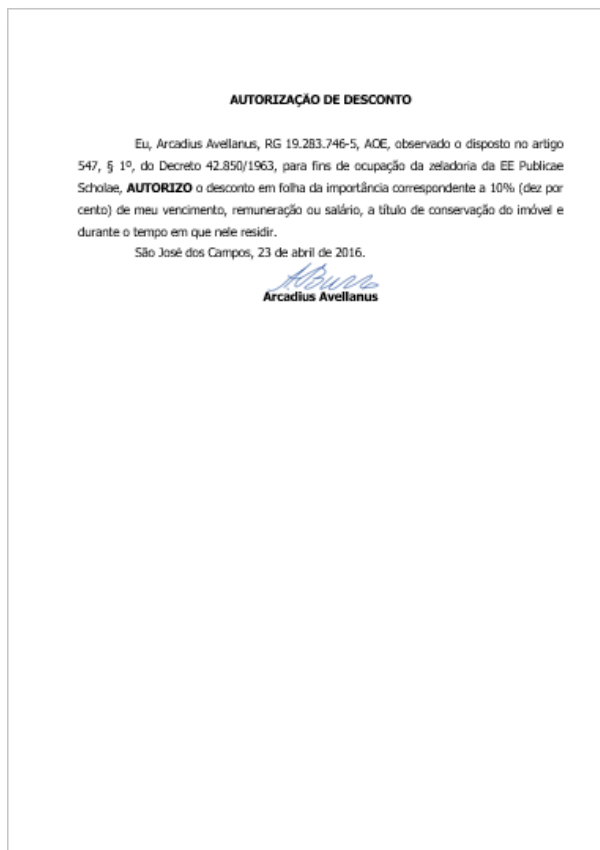 AUTORIZAÇÃO DE DESCONTO
Eu, Arcadius Avellanus, RG 19.283.746-5, AOE, observado o disposto no artigo
547, § 1º, do Decreto 42.850/1963, para fins de ocupação da zeladoria da EE Publicae
Scholae, AUTORIZO o desconto em folha da importância correspondente a 10% (dez por
cento) de meu vencimento, remuneração ou salário, a título de conservação do imóvel e
durante o tempo em que nele residir.
São José dos Campos, 23 de abril de 2016.
Arcadius Avellanus